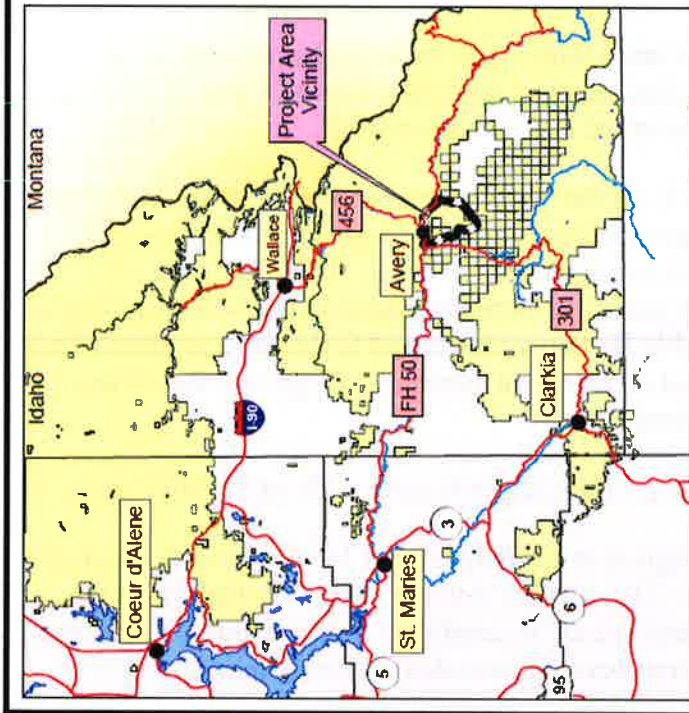 Montana
Idaho
Project Area
Vicinity
Wallace
456
Avery
I-90
FH 50
301
Clarkia
Coeur d'Alene
St. Maries
3
5
6
95